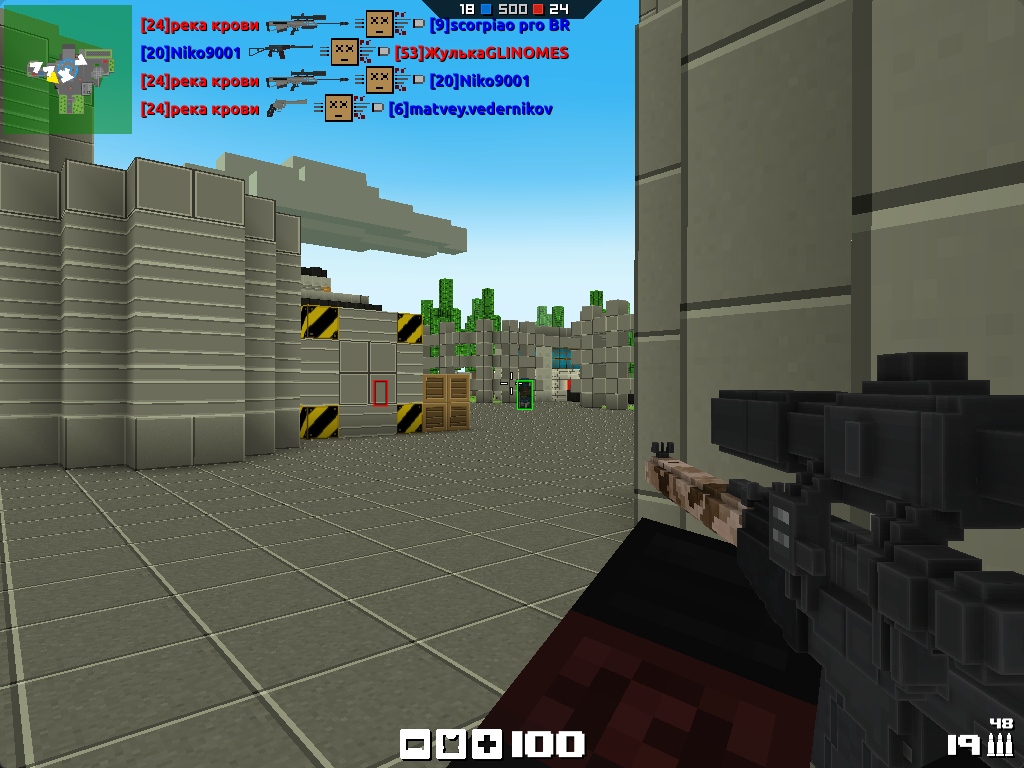 18 500 24
[24]река крови [9]scorpiao pro BR
[20]Niko9001 [53]ЖулькаGLINOMES
[24]река крови [20]Niko9001
[24]река крови [6]matvey.vedernikov
100
48
19